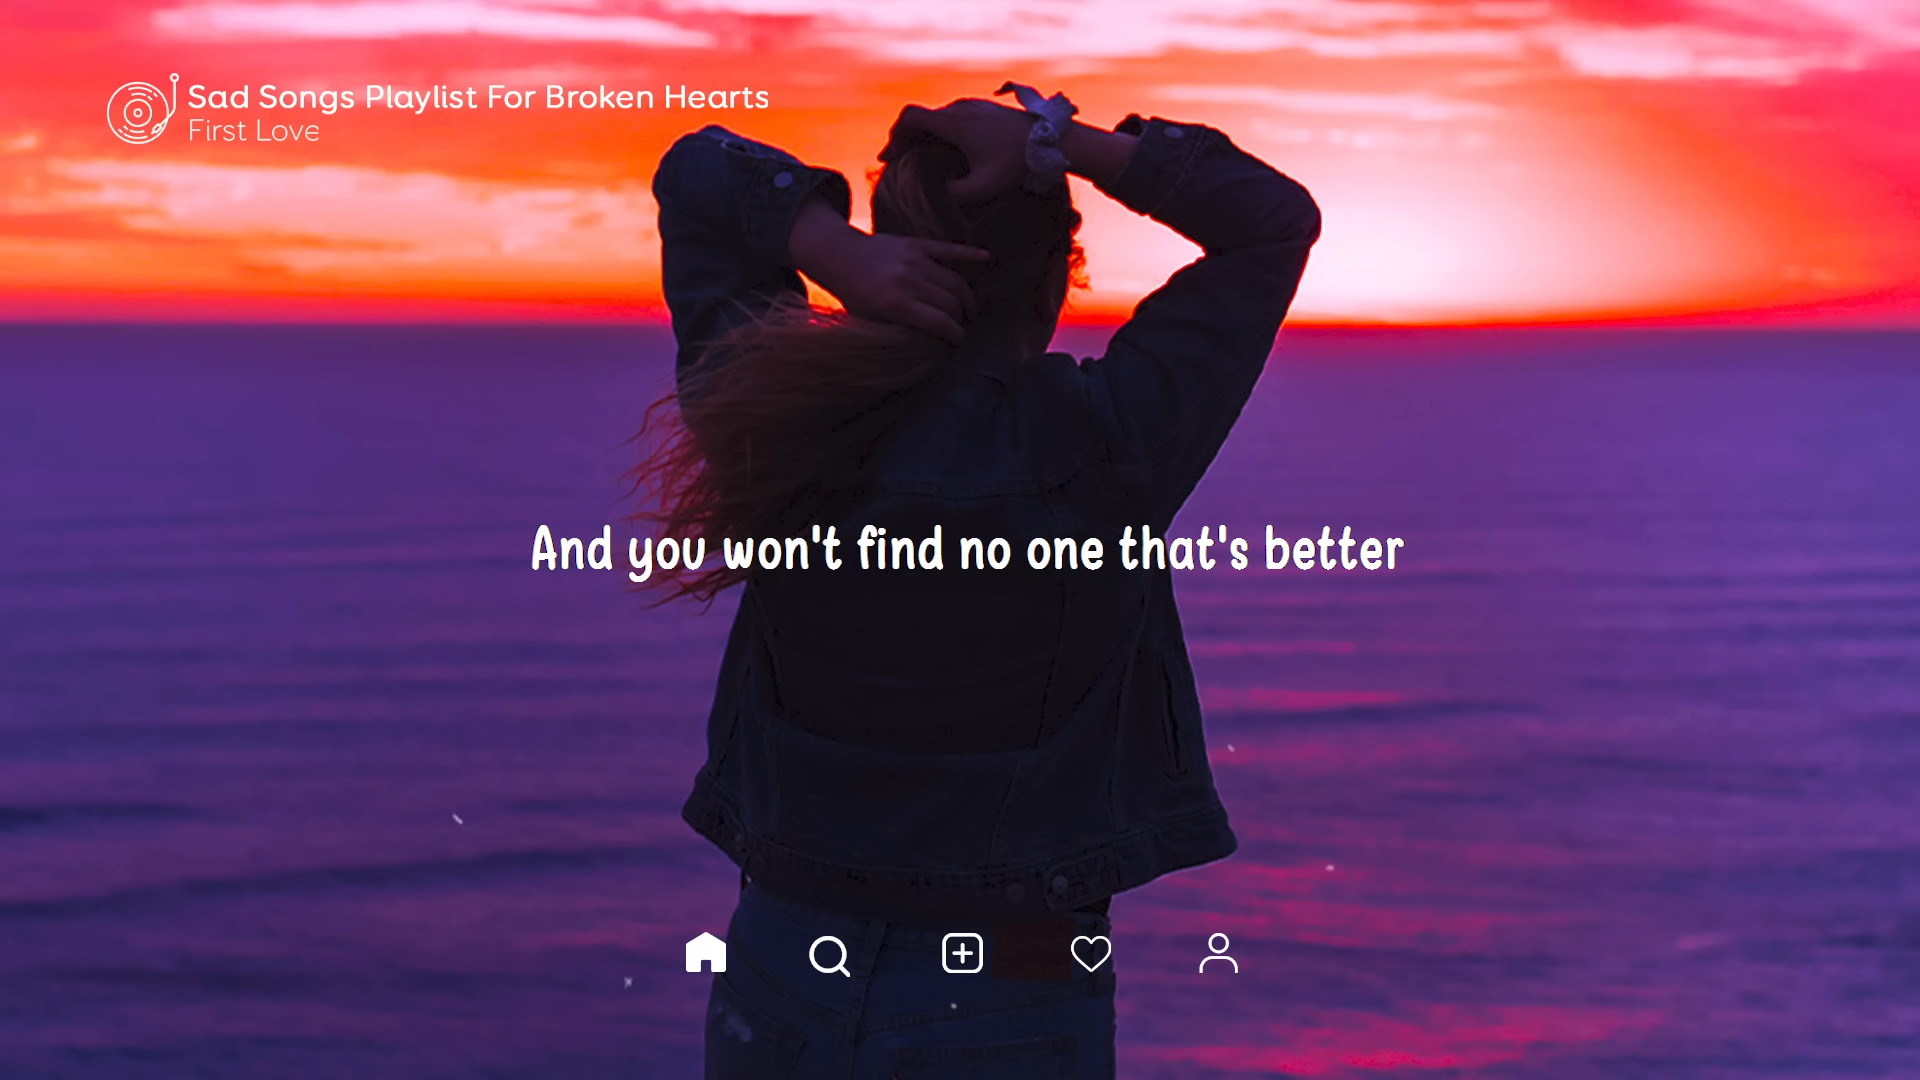 Sad Songs Playlist For Broken Hearts
First Love
And you won't find no one that's better